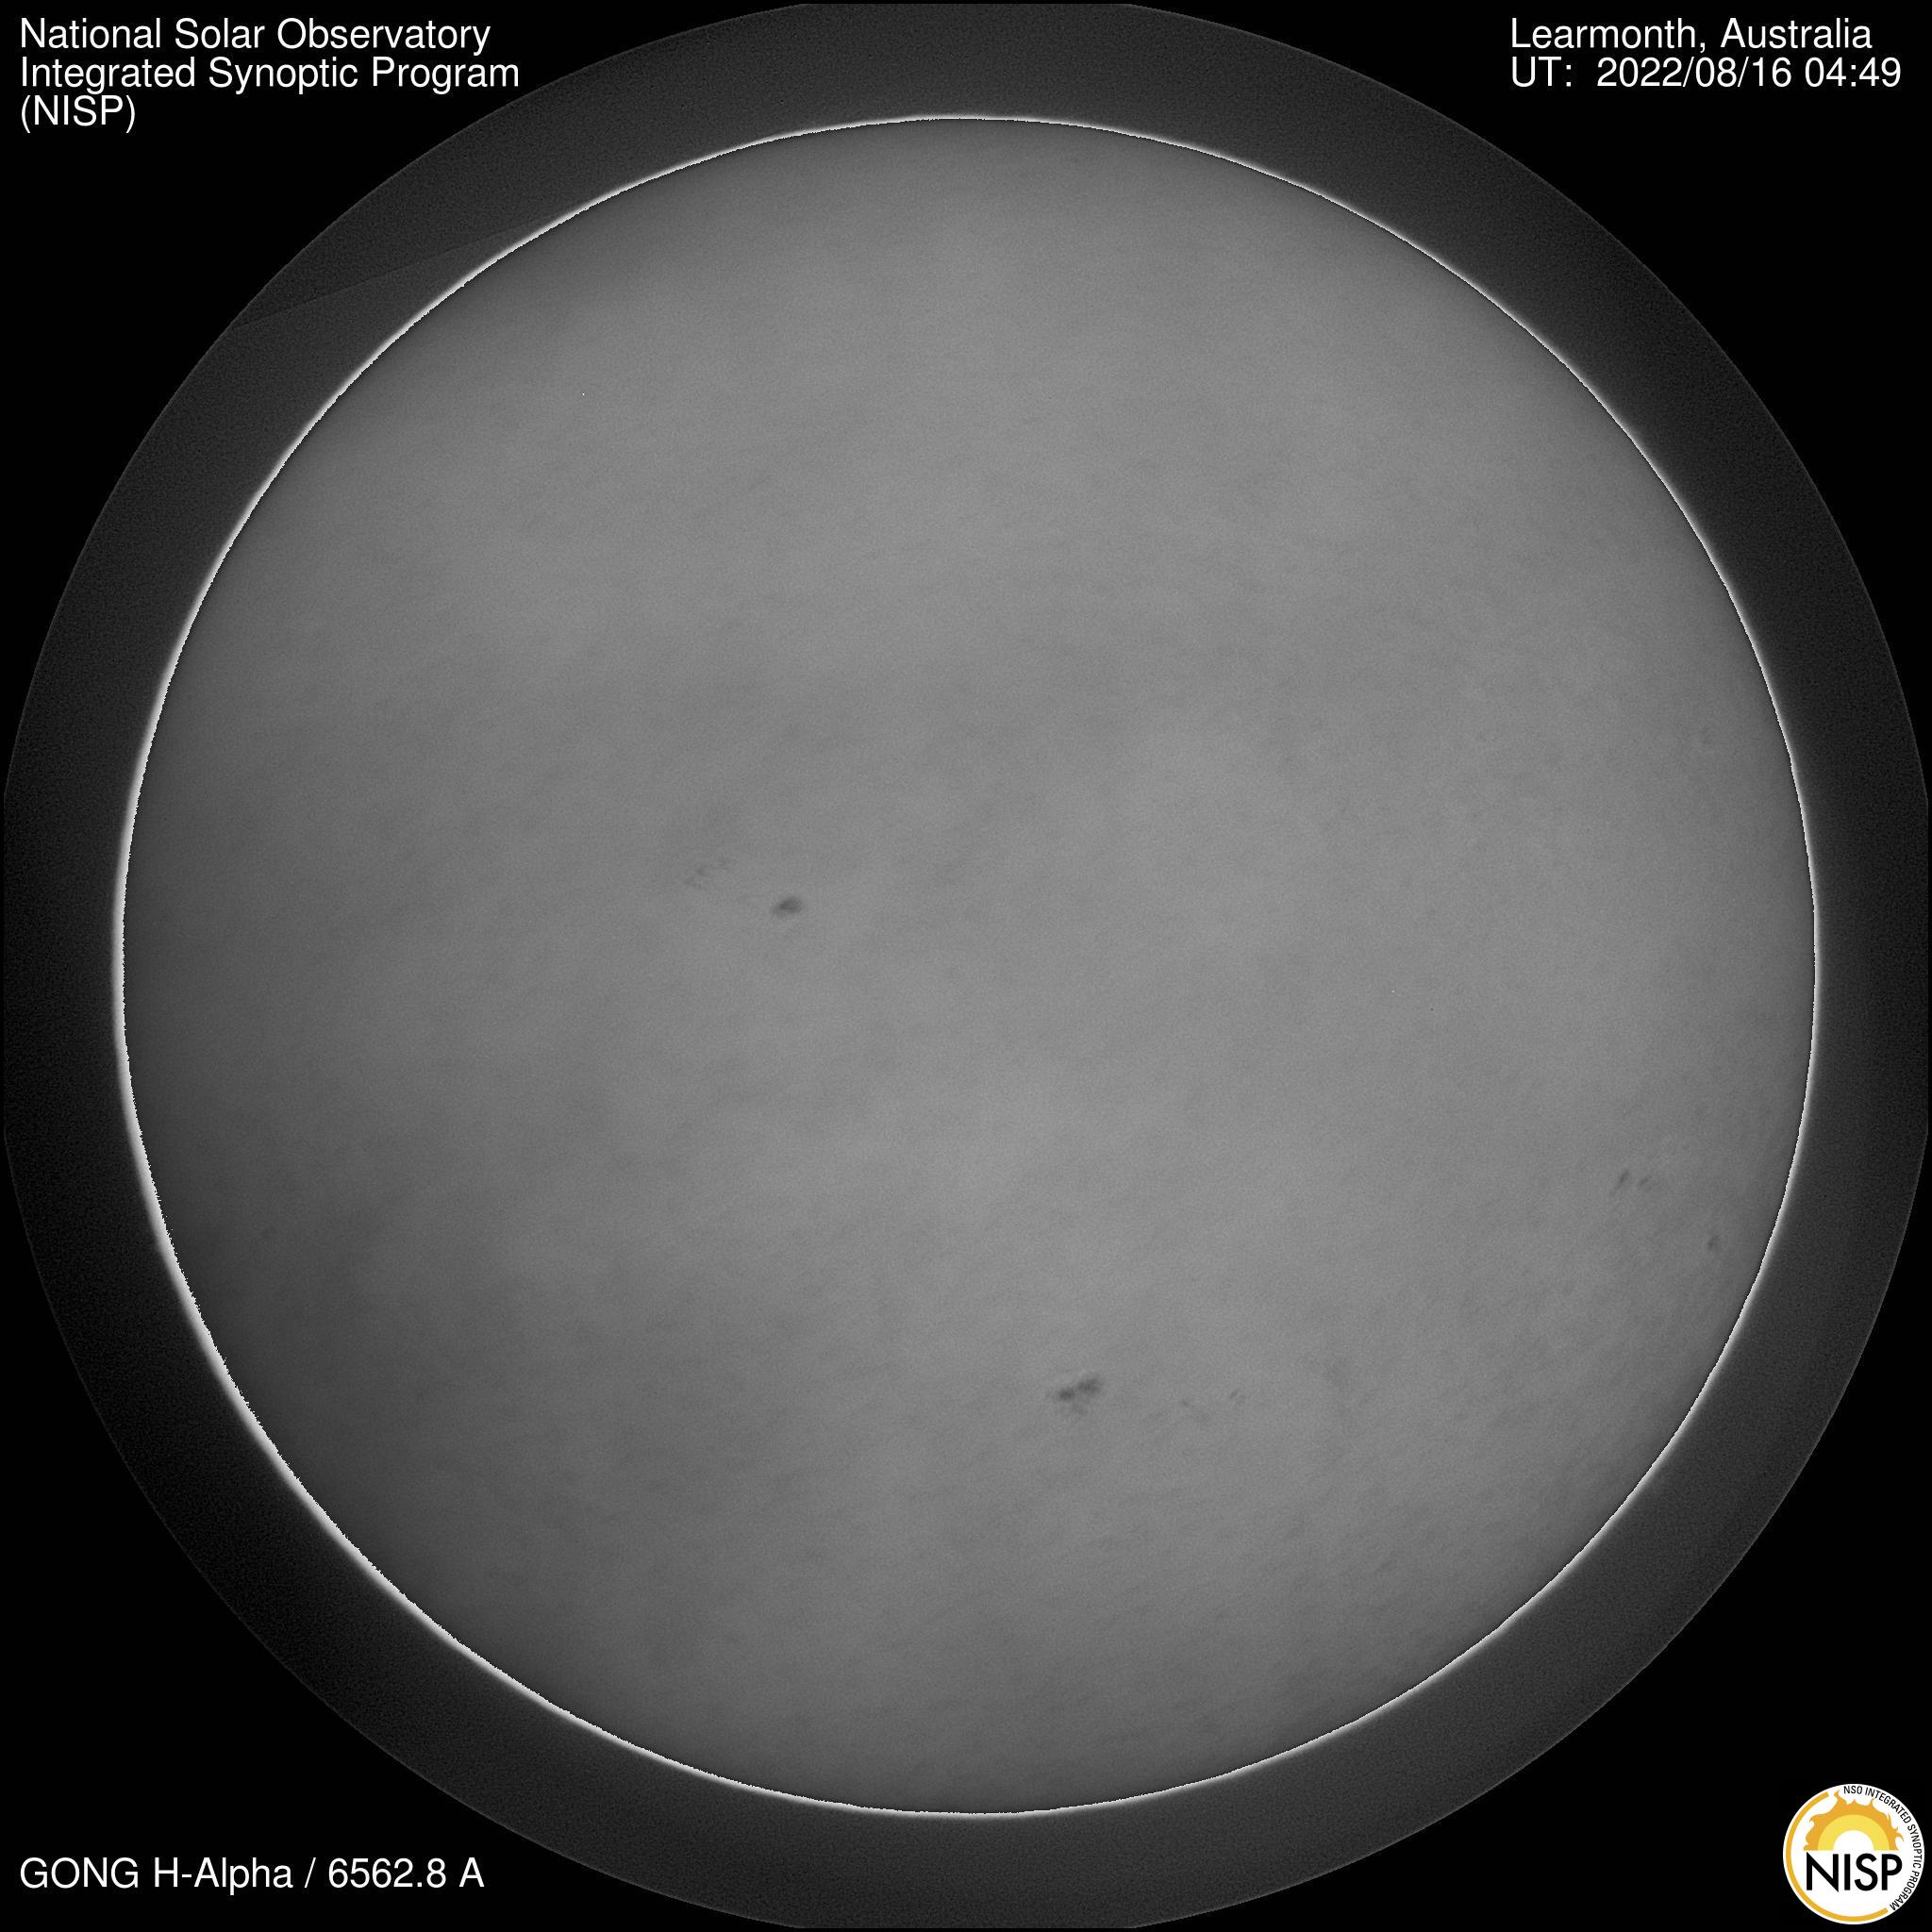 National Solar Observatory
Integrated Synoptic Program
(NISP)
Learmonth, Australia
UT: 2022/08/16 04:49
GONG H-Alpha / 6562.8 A
NSO INTEGRATED SYNOPTIC PROGRAM
NISP